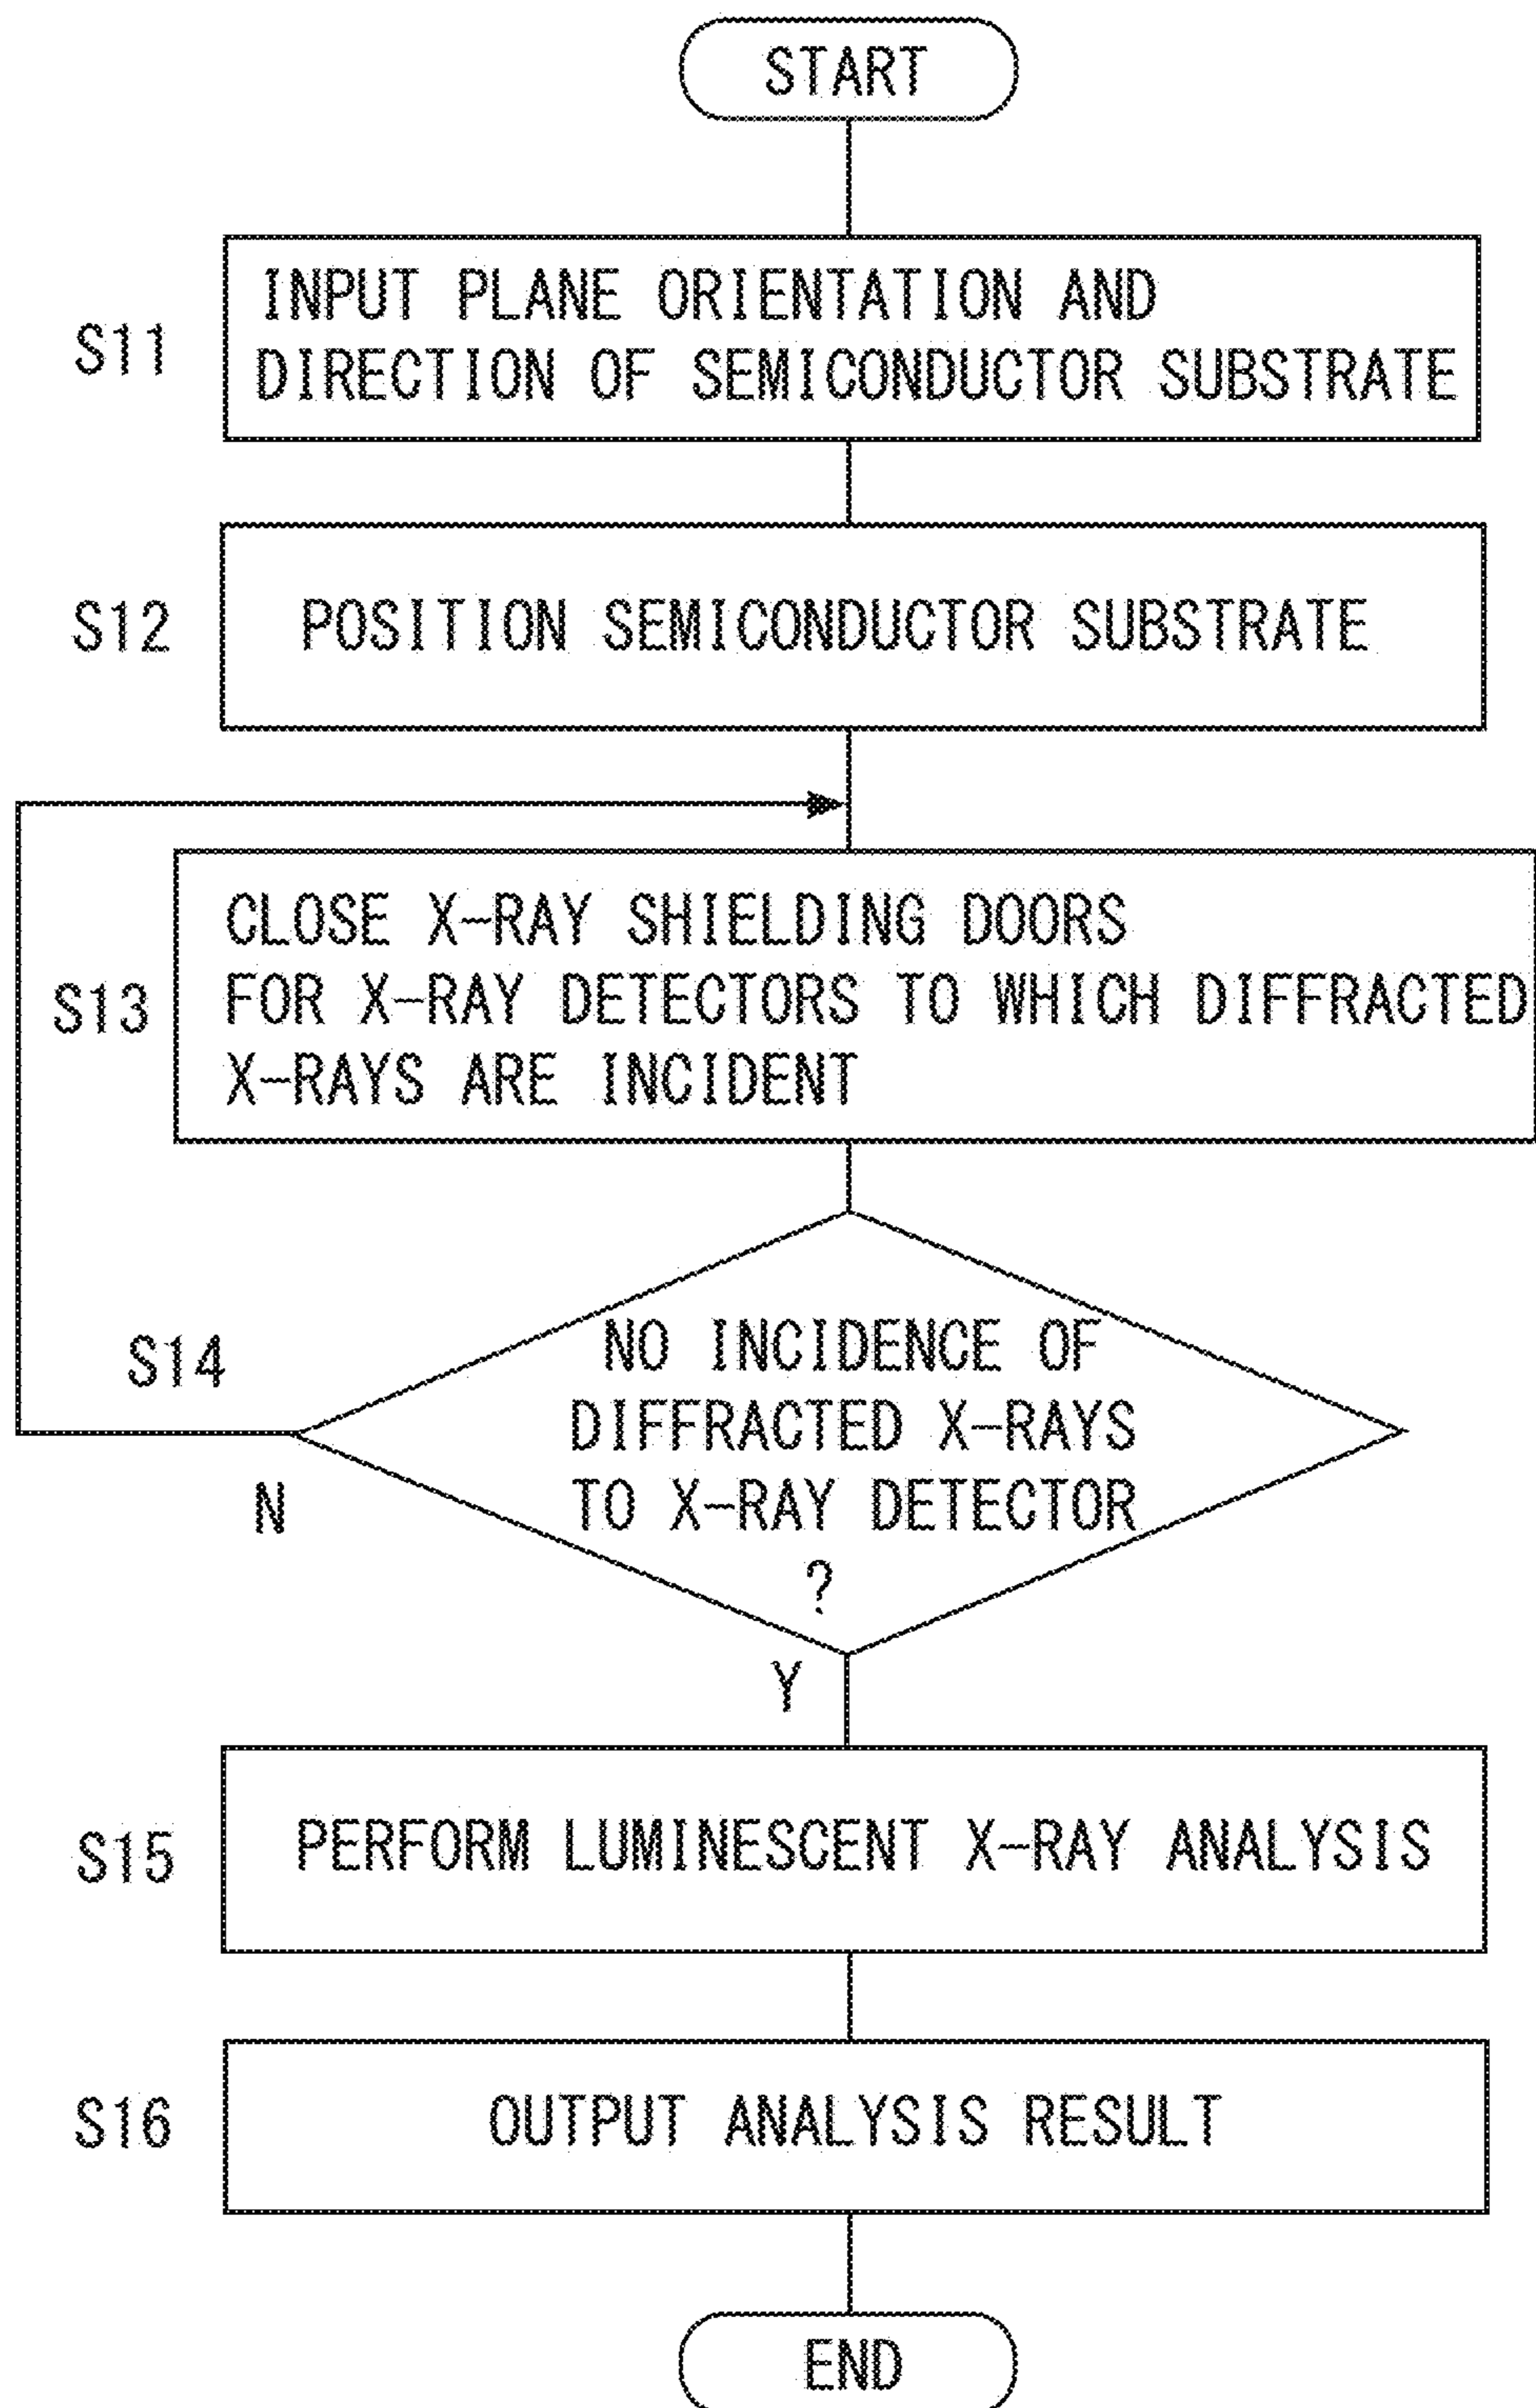 START
S11
INPUT PLANE ORIENTATION AND
DIRECTION OF SEMICONDUCTOR SUBSTRATE
S12
POSITION SEMICONDUCTOR SUBSTRATE
S13
CLOSE X-RAY SHIELDING DOORS
FOR X-RAY DETECTORS TO WHICH DIFFRACTED
X-RAYS ARE INCIDENT
S14
NO INCIDENCE OF
DIFFRACTED X-RAYS
TO X-RAY DETECTOR
?
N
Y
S15
PERFORM LUMINESCENT X-RAY ANALYSIS
S16
OUTPUT ANALYSIS RESULT
END